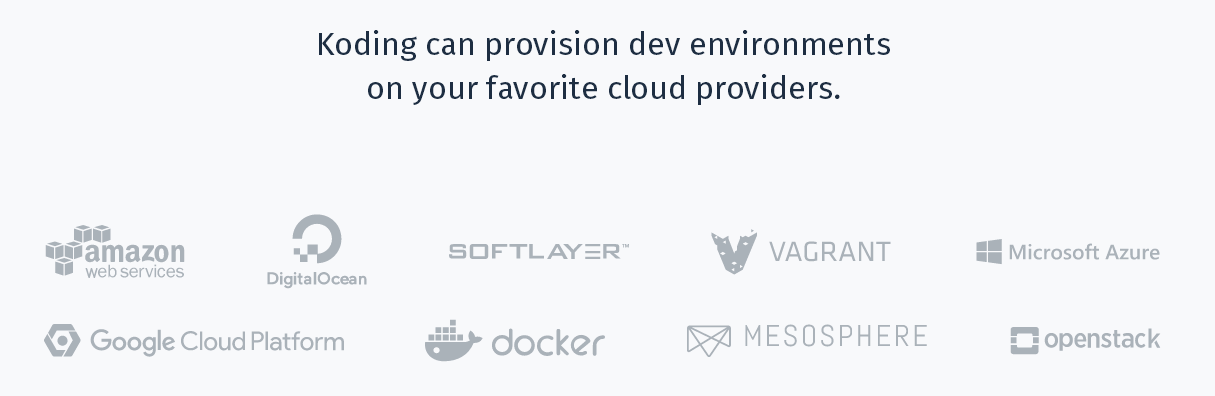 Koding can provision dev environments
on your favorite cloud providers.
amazon
web services
DigitalOcean
SOFTLAYER™
VAGRANT
Microsoft Azure
Google Cloud Platform
docker
MESOSPHERE
openstack